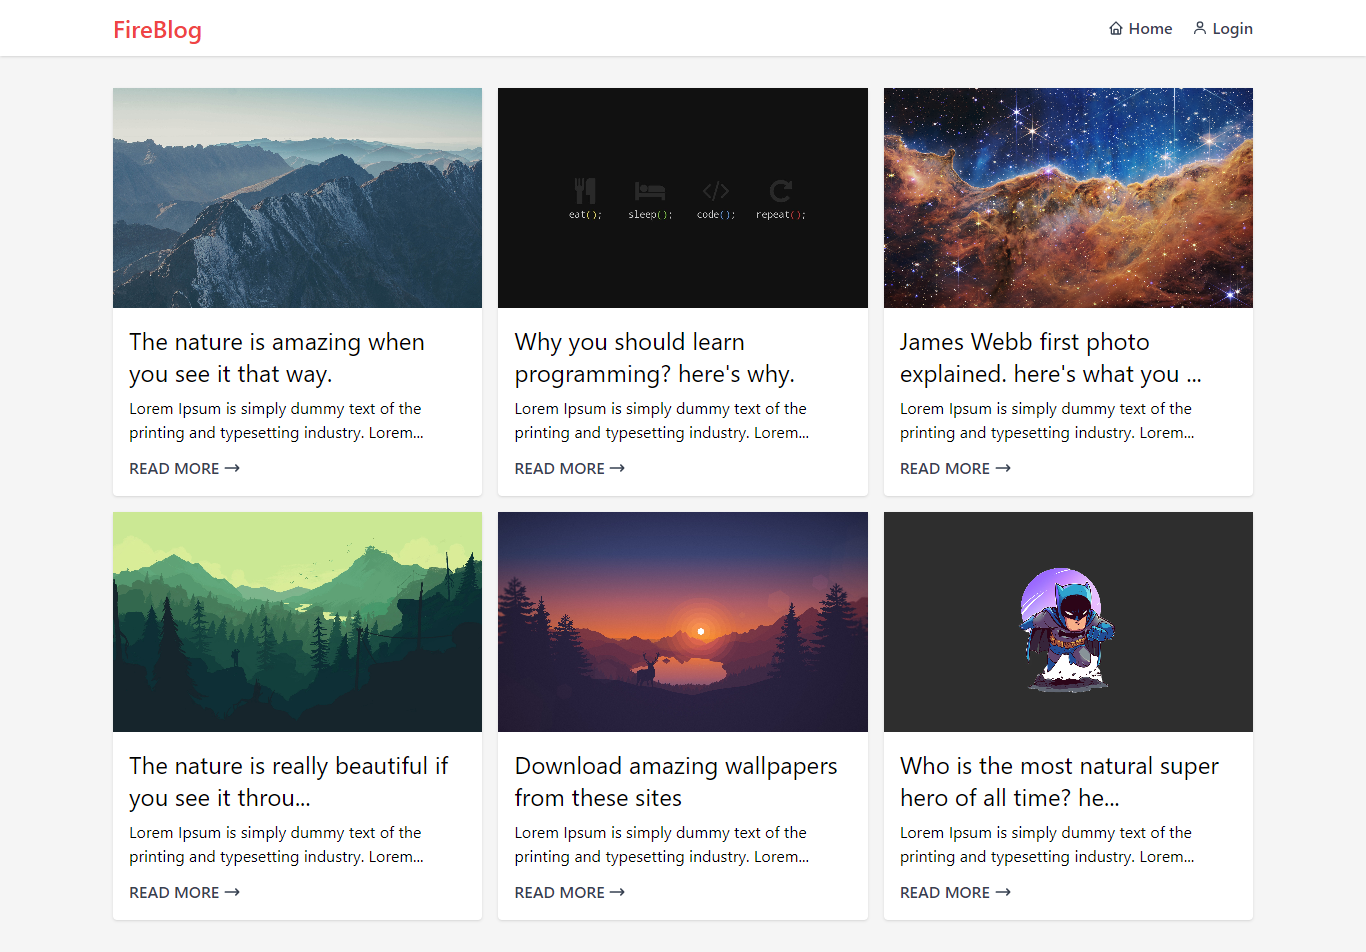 FireBlog
Home
Login
eat();
sleep();
code();
repeat();
The nature is amazing when
you see it that way.
Lorem Ipsum is simply dummy text of the
printing and typesetting industry. Lorem...
READ MORE →
Why you should learn
programming? here's why.
Lorem Ipsum is simply dummy text of the
printing and typesetting industry. Lorem...
READ MORE →
James Webb first photo
explained. here's what you ...
Lorem Ipsum is simply dummy text of the
printing and typesetting industry. Lorem...
READ MORE →
The nature is really beautiful if
you see it throu...
Lorem Ipsum is simply dummy text of the
printing and typesetting industry. Lorem...
READ MORE →
Download amazing wallpapers
from these sites
Lorem Ipsum is simply dummy text of the
printing and typesetting industry. Lorem...
READ MORE →
Who is the most natural super
hero of all time? he...
Lorem Ipsum is simply dummy text of the
printing and typesetting industry. Lorem...
READ MORE →